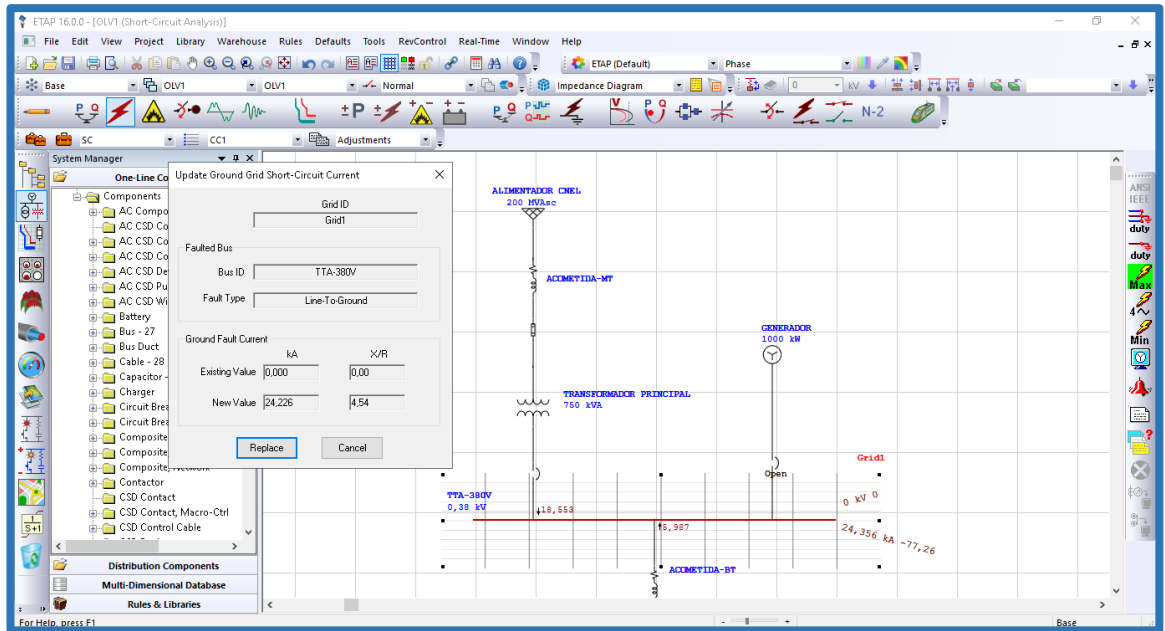 ETAP 16.0.0 - [OLV1 (Short-Circuit Analysis)]
File Edit View Project Library Warehouse Rules Defaults Tools RevControl Real-Time Window Help
ETAP (Default) Phase
Base OLV1 OLV1 Normal Impedance Diagram 0 kV
N-2
SC CC1 Adjustments
System Manager
One-Line Co
Components
AC Compo
AC CSD Co
AC CSD Co
AC CSD Co
AC CSD De
AC CSD Pu
AC CSD Wi
Battery
Bus - 27
Bus Duct
Cable - 28
Capacitor -
Charger
Circuit Brea
Circuit Brea
Composite
Composite
Composite, Network
Contactor
CSD Contact
CSD Contact, Macro-Ctrl
CSD Control Cable
Distribution Components
Multi-Dimensional Database
Rules & Libraries
For Help, press F1
Base
Update Ground Grid Short-Circuit Current
Grid ID
Grid1
Faulted Bus
Bus ID TTA-380V
Fault Type Line-To-Ground
Ground Fault Current
kA X/R
Existing Value 0,000 0,00
New Value 24,226 4,54
Replace Cancel
ALIMENTADOR CNEL
200 MVAsc
ACOMETIDA-MT
GENERADOR
1000 kW
TRANSFORMADOR PRINCIPAL
750 kVA
Grid1
Open
TTA-380V
0,38 kV
18,553
0 kV 0
5,987
24,356 kA -77,26
ACOMETIDA-BT
ANSI
IEEE
duty
duty
Max
4
Min